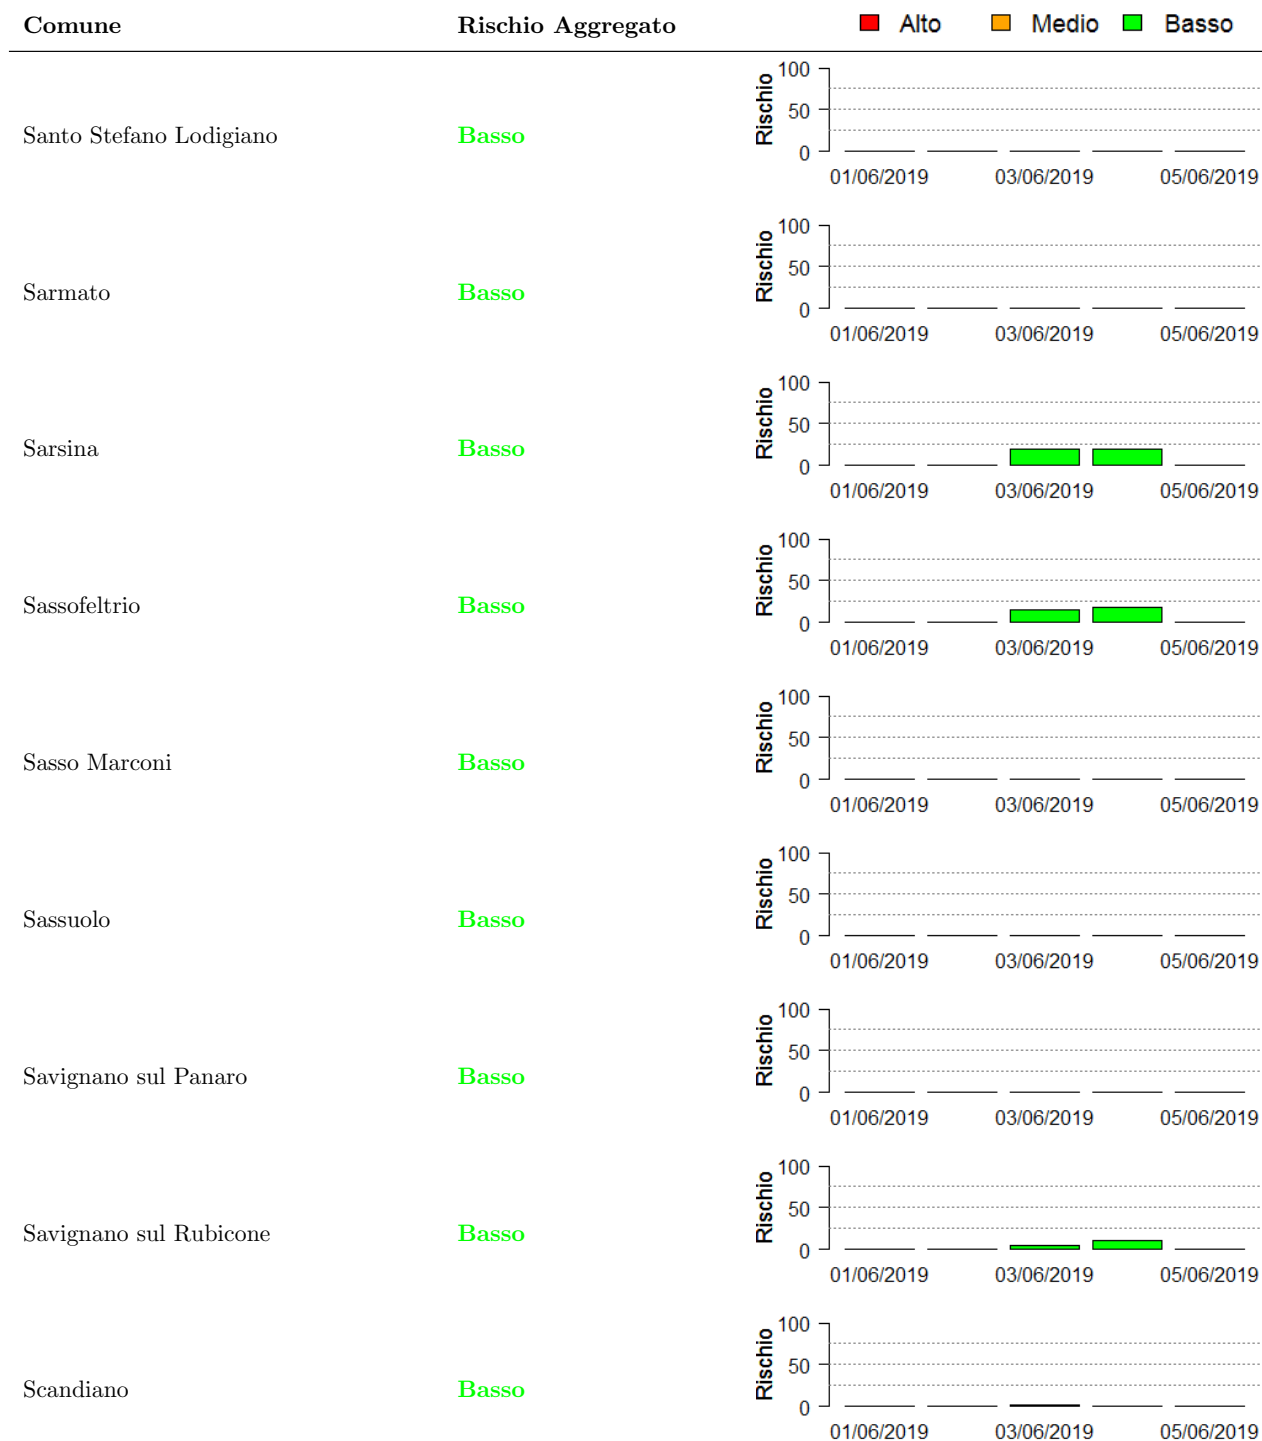 Comune Rischio Aggregato Alto Medio Basso
Santo Stefano Lodigiano Basso Rischio 100 50 0
01/06/2019 03/06/2019 05/06/2019
Sarmato Basso Rischio 100 50 0
01/06/2019 03/06/2019 05/06/2019
Sarsina Basso Rischio 100 50 0
01/06/2019 03/06/2019 05/06/2019
Sassofeltrio Basso Rischio 100 50 0
01/06/2019 03/06/2019 05/06/2019
Sasso Marconi Basso Rischio 100 50 0
01/06/2019 03/06/2019 05/06/2019
Sassuolo Basso Rischio 100 50 0
01/06/2019 03/06/2019 05/06/2019
Savignano sul Panaro Basso Rischio 100 50 0
01/06/2019 03/06/2019 05/06/2019
Savignano sul Rubicone Basso Rischio 100 50 0
01/06/2019 03/06/2019 05/06/2019
Scandiano Basso Rischio 100 50 0
01/06/2019 03/06/2019 05/06/2019